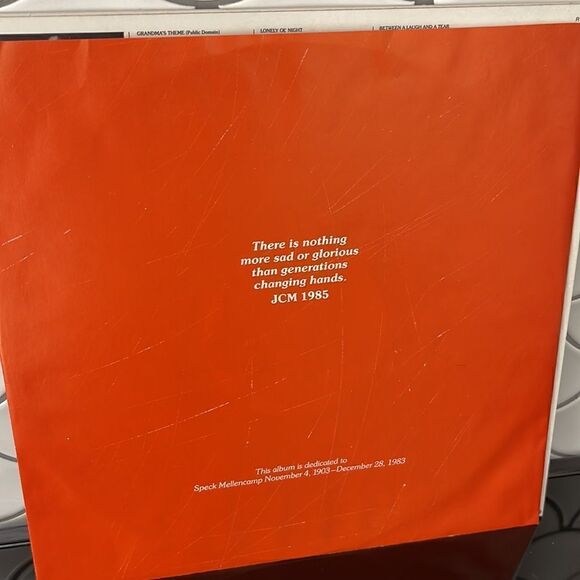 GRANDMA'S THEME (Public Domain)
LONELY OL' NIGHT
BETWEEN A LAUGH AND A TEAR
There is nothing
more sad or glorious
than generations
changing hands.
JCM 1985
This album is dedicated to
Speck Mellencamp November 4, 1903—December 28, 1983